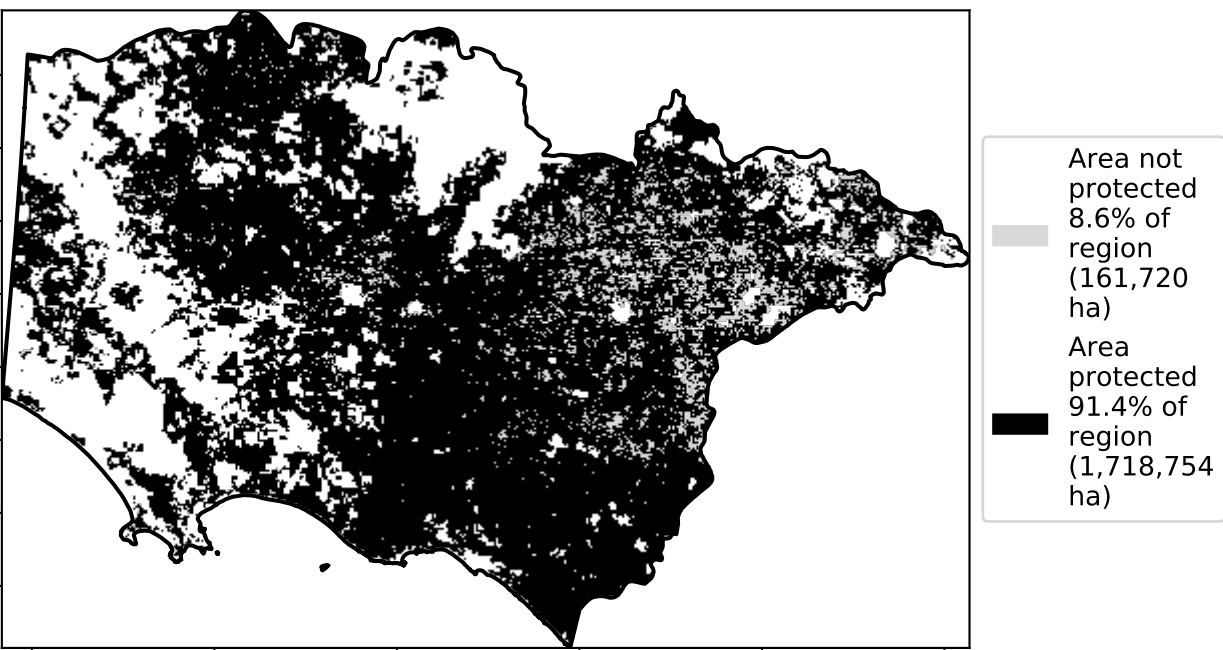 Area not
protected
8.6% of
region
(161,720
ha)
Area
protected
91.4% of
region
(1,718,754
ha)